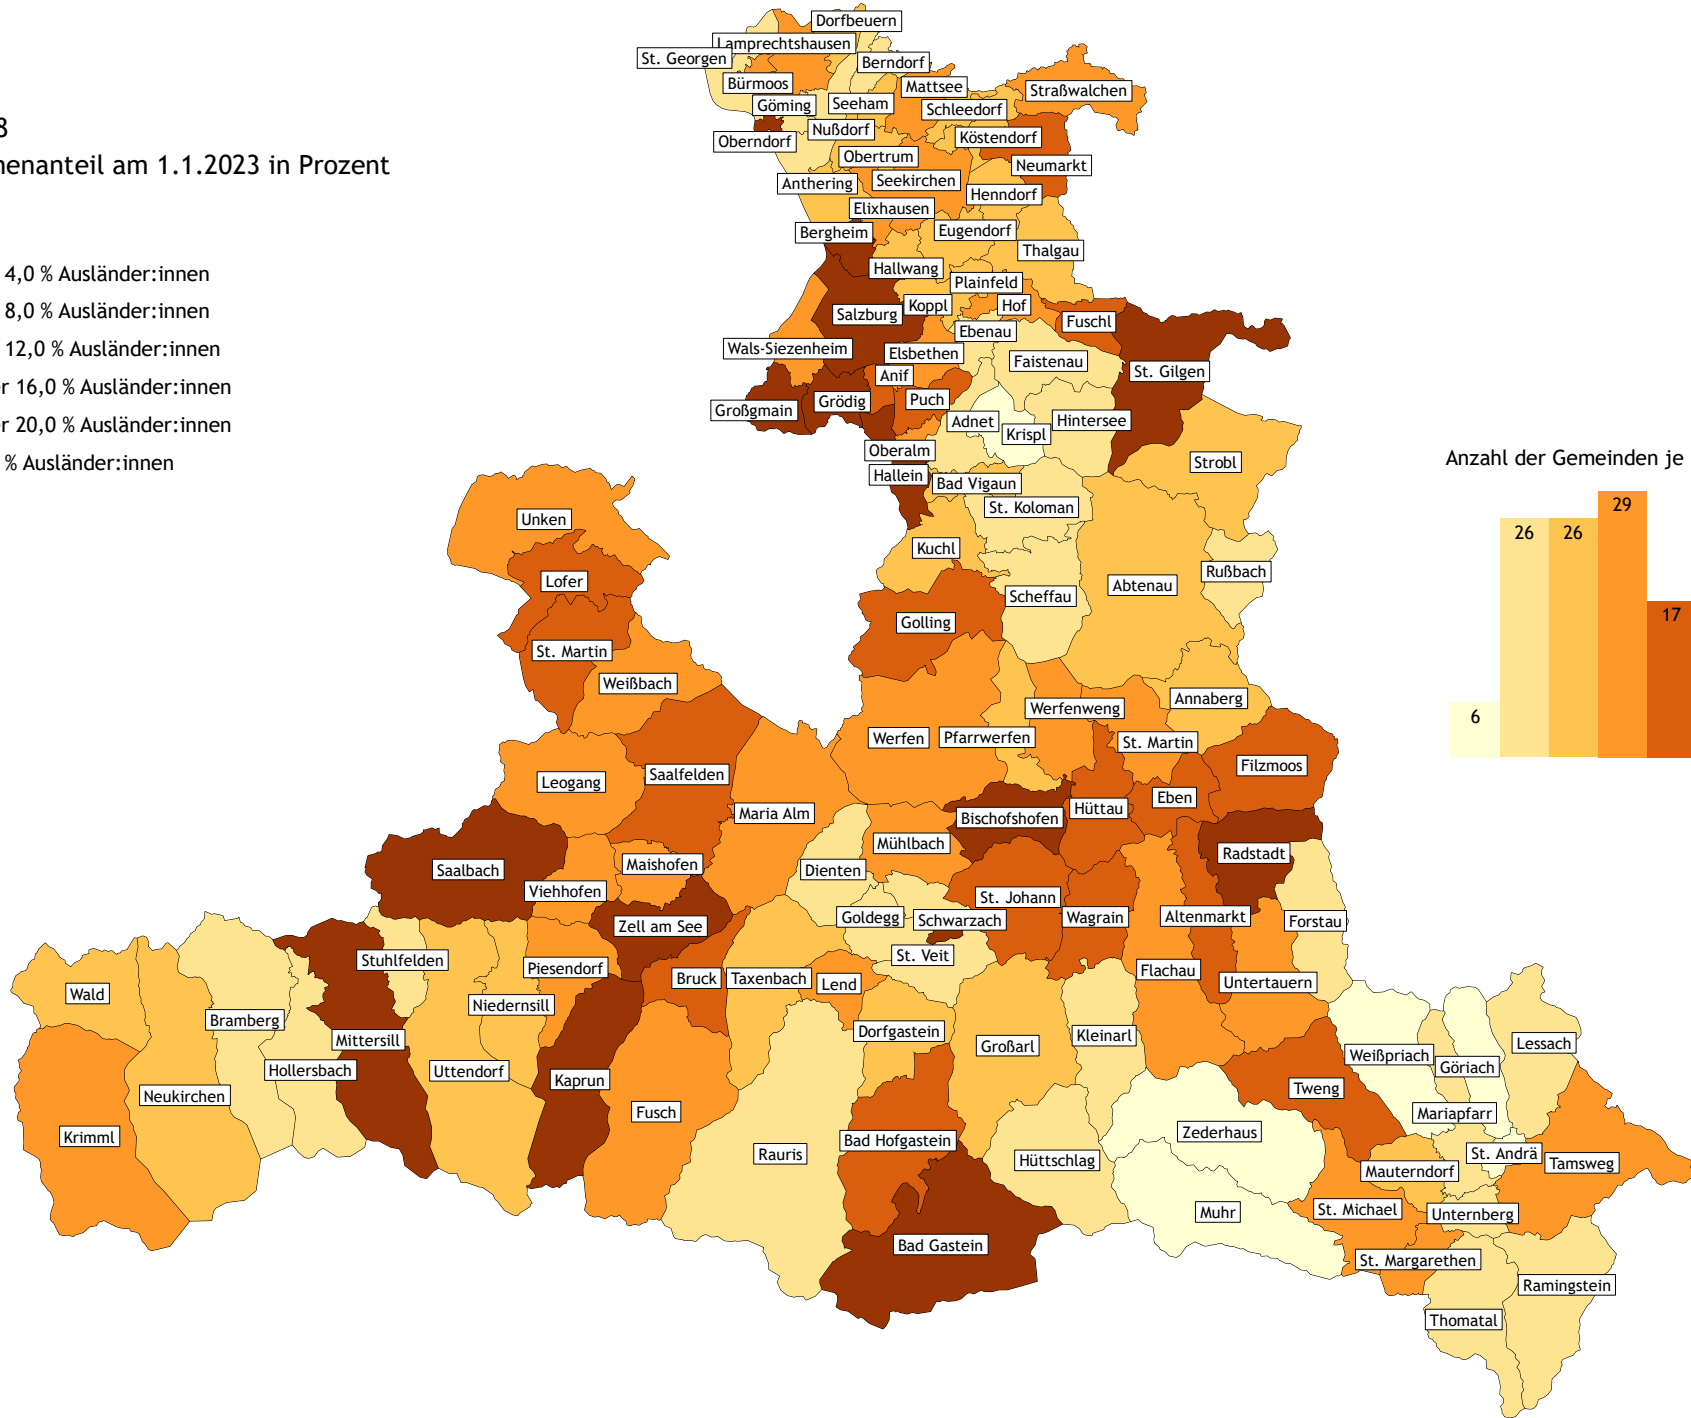 8
nenanteil am 1.1.2023 in Prozent
4,0 % Ausländer:innen
8,0 % Ausländer:innen
12,0 % Ausländer:innen
r 16,0 % Ausländer:innen
r 20,0 % Ausländer:innen
% Ausländer:innen
Anzahl der Gemeinden je
6
26
26
29
17
Dorfbeuern
Lamprechtshausen
St. Georgen
Berndorf
Bürmoos
Mattsee
Straßwalchen
Göming
Seeham
Schleedorf
Oberndorf
Nußdorf
Köstendorf
Obertrum
Neumarkt
Anthering
Seekirchen
Henndorf
Elixhausen
Bergheim
Eugendorf
Thalgau
Hallwang
Plainfeld
Salzburg
Koppl
Hof
Fuschl
Ebenau
Wals-Siezenheim
Elsbethen
Faistenau
Anif
St. Gilgen
Großgmain
Grödig
Puch
Adnet
Krispl
Hintersee
Oberalm
Strobl
Hallein
Bad Vigaun
St. Koloman
Unken
Kuchl
Lofer
Rußbach
Abtenau
Scheffau
Golling
St. Martin
Weißbach
Annaberg
Werfenweng
Werfen
Pfarrwerfen
St. Martin
Filzmoos
Leogang
Saalfelden
Eben
Hüttau
Maria Alm
Bischofshofen
Mühlbach
Radstadt
Maishofen
Saalbach
Dienten
Viehhofen
St. Johann
Goldegg
Schwarzach
Wagrain
Altenmarkt
Forstau
Zell am See
St. Veit
Stuhlfelden
Piesendorf
Flachau
Bruck
Taxenbach
Lend
Untertauern
Wald
Niedernsill
Bramberg
Dorfgastein
Mittersill
Kleinarl
Großarl
Lessach
Weißpriach
Göriach
Hollersbach
Uttendorf
Kaprun
Tweng
Neukirchen
Fusch
Mariapfarr
Krimml
Zederhaus
Bad Hofgastein
Rauris
St. Andrä
Hüttschlag
Tamsweg
Mauterndorf
St. Michael
Muhr
Unternberg
Bad Gastein
St. Margarethen
Ramingstein
Thomatal